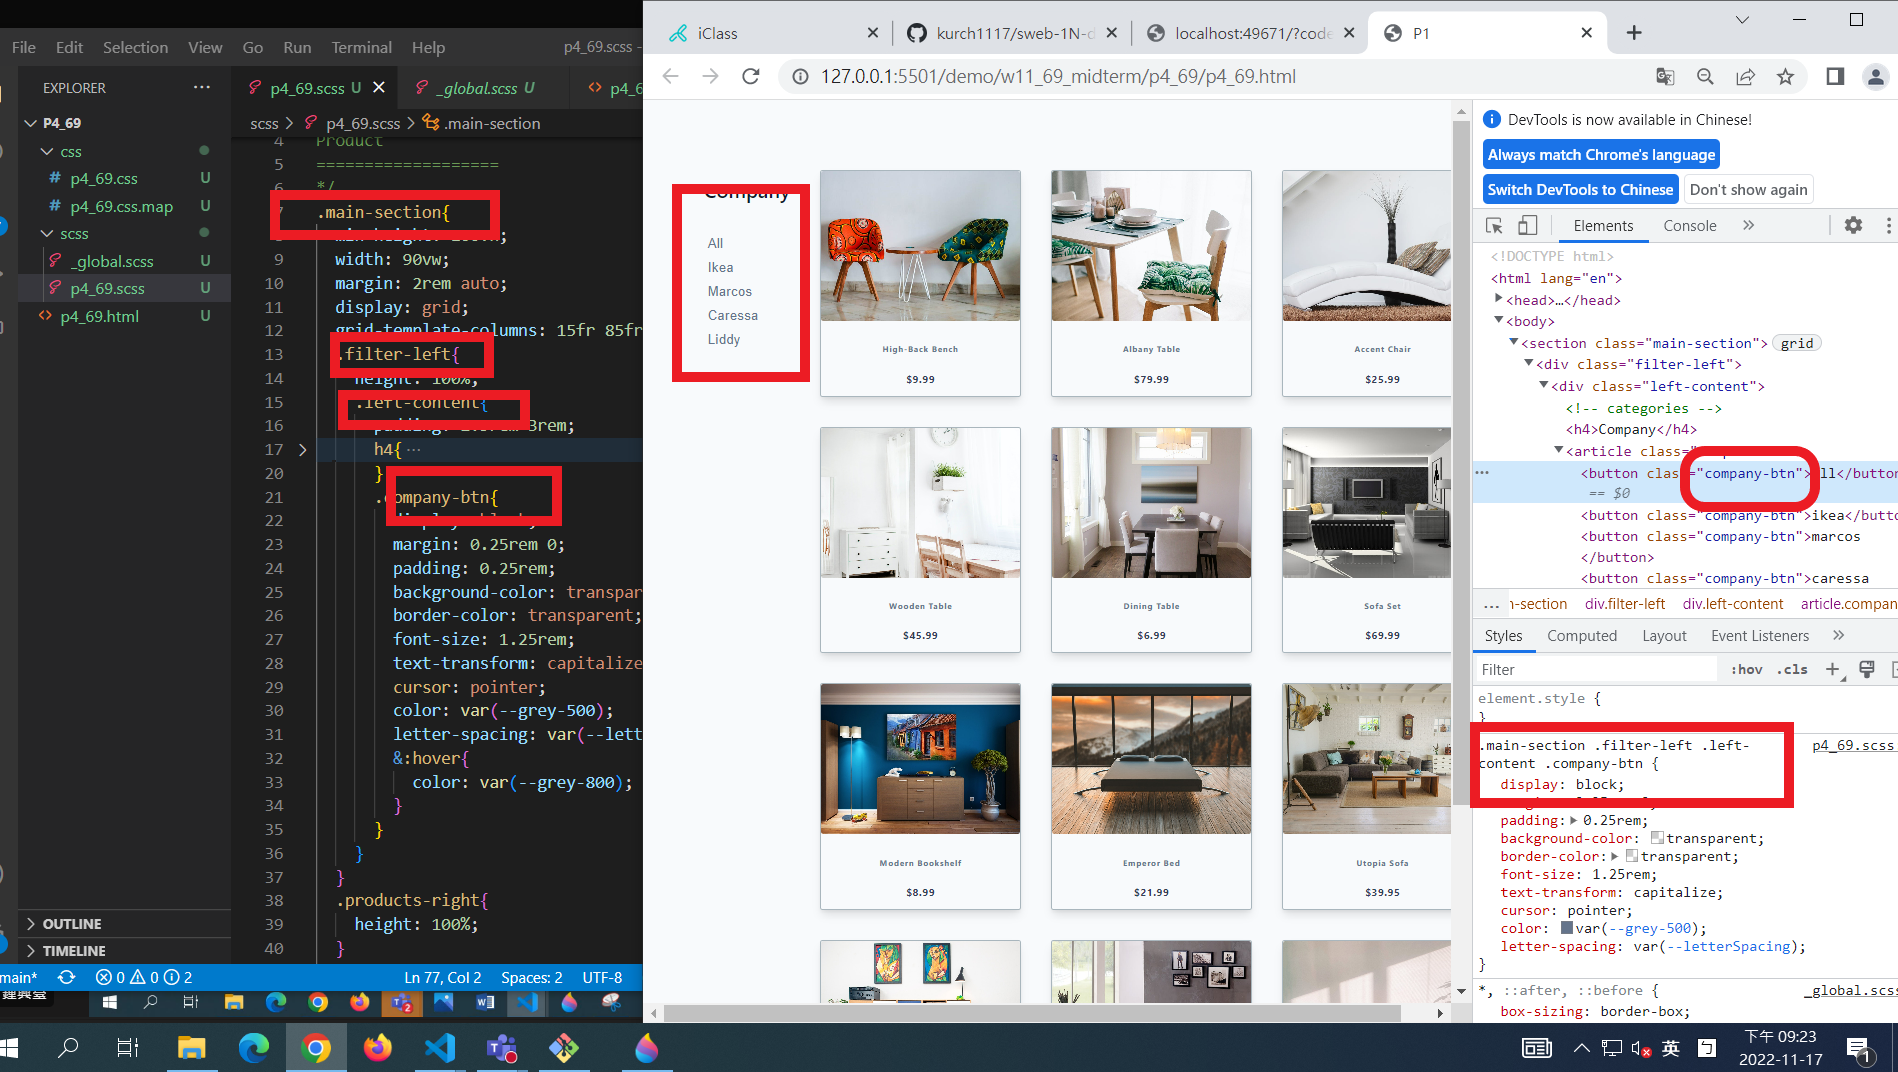 File Edit Selection View Go Run Terminal Help
p4_69.scss -
EXPLORER
P4_69
css
# p4_69.css U
# p4_69.css.map U
scss
_global.scss U
p4_69.scss U
<> p4_69.html U
OUTLINE
TIMELINE
p4_69.scss U
_global.scss U
<> p4_6
scss > p4_69.scss > .main-section
4 Product
5 ===================
6 */
.main-section{
9 width: 90vw;
10 margin: 2rem auto;
11 display: grid;
12 grid-template-columns: 15fr 85fr
13 .filter-left{
14 height: 100%;
15 .left-content{
16 3rem;
17 h4{ ...
20 }
21 .company-btn{
22
23 margin: 0.25rem 0;
24 padding: 0.25rem;
25 background-color: transpar
26 border-color: transparent;
27 font-size: 1.25rem;
28 text-transform: capitalize
29 cursor: pointer;
30 color: var(--grey-500);
31 letter-spacing: var(--lett
32 &:hover{
33 color: var(--grey-800);
34 }
35 }
36 }
37 }
38 .products-right{
39 height: 100%;
40 }
main* 0 0 2 Ln 77, Col 2 Spaces: 2 UTF-8
iClass
kurch1117/sweb-1N-d
localhost:49671/?code
P1
127.0.0.1:5501/demo/w11_69_midterm/p4_69/p4_69.html
Company
All
Ikea
Marcos
Caressa
Liddy
High-Back Bench
$9.99
Albany Table
$79.99
Accent Chair
$25.99
Wooden Table
$45.99
Dining Table
$6.99
Sofa Set
$69.99
Modern Bookshelf
$8.99
Emperor Bed
$21.99
Utopia Sofa
$39.95
DevTools is now available in Chinese!
Always match Chrome's language
Switch DevTools to Chinese Don't show again
Elements Console »
<!DOCTYPE html>
<html lang="en">
<head>…</head>
<body>
<section class="main-section"> grid
<div class="filter-left">
<div class="left-content">
<!-- categories -->
<h4>Company</h4>
<article class=
<button class="company-btn">all</button
== $0
<button class="company-btn">ikea</butto
<button class="company-btn">marcos
</button>
<button class="company-btn">caressa
... n-section div.filter-left div.left-content article.compan
Styles Computed Layout Event Listeners »
Filter :hov .cls +
element.style {
}
.main-section .filter-left .left- p4_69.scss
content .company-btn {
display: block;
padding: 0.25rem;
background-color: transparent;
border-color: transparent;
font-size: 1.25rem;
text-transform: capitalize;
cursor: pointer;
color: var(--grey-500);
letter-spacing: var(--letterSpacing);
}
*, ::after, ::before { _global.scss
box-sizing: border-box;
英
下午 09:23
2022-11-17
1